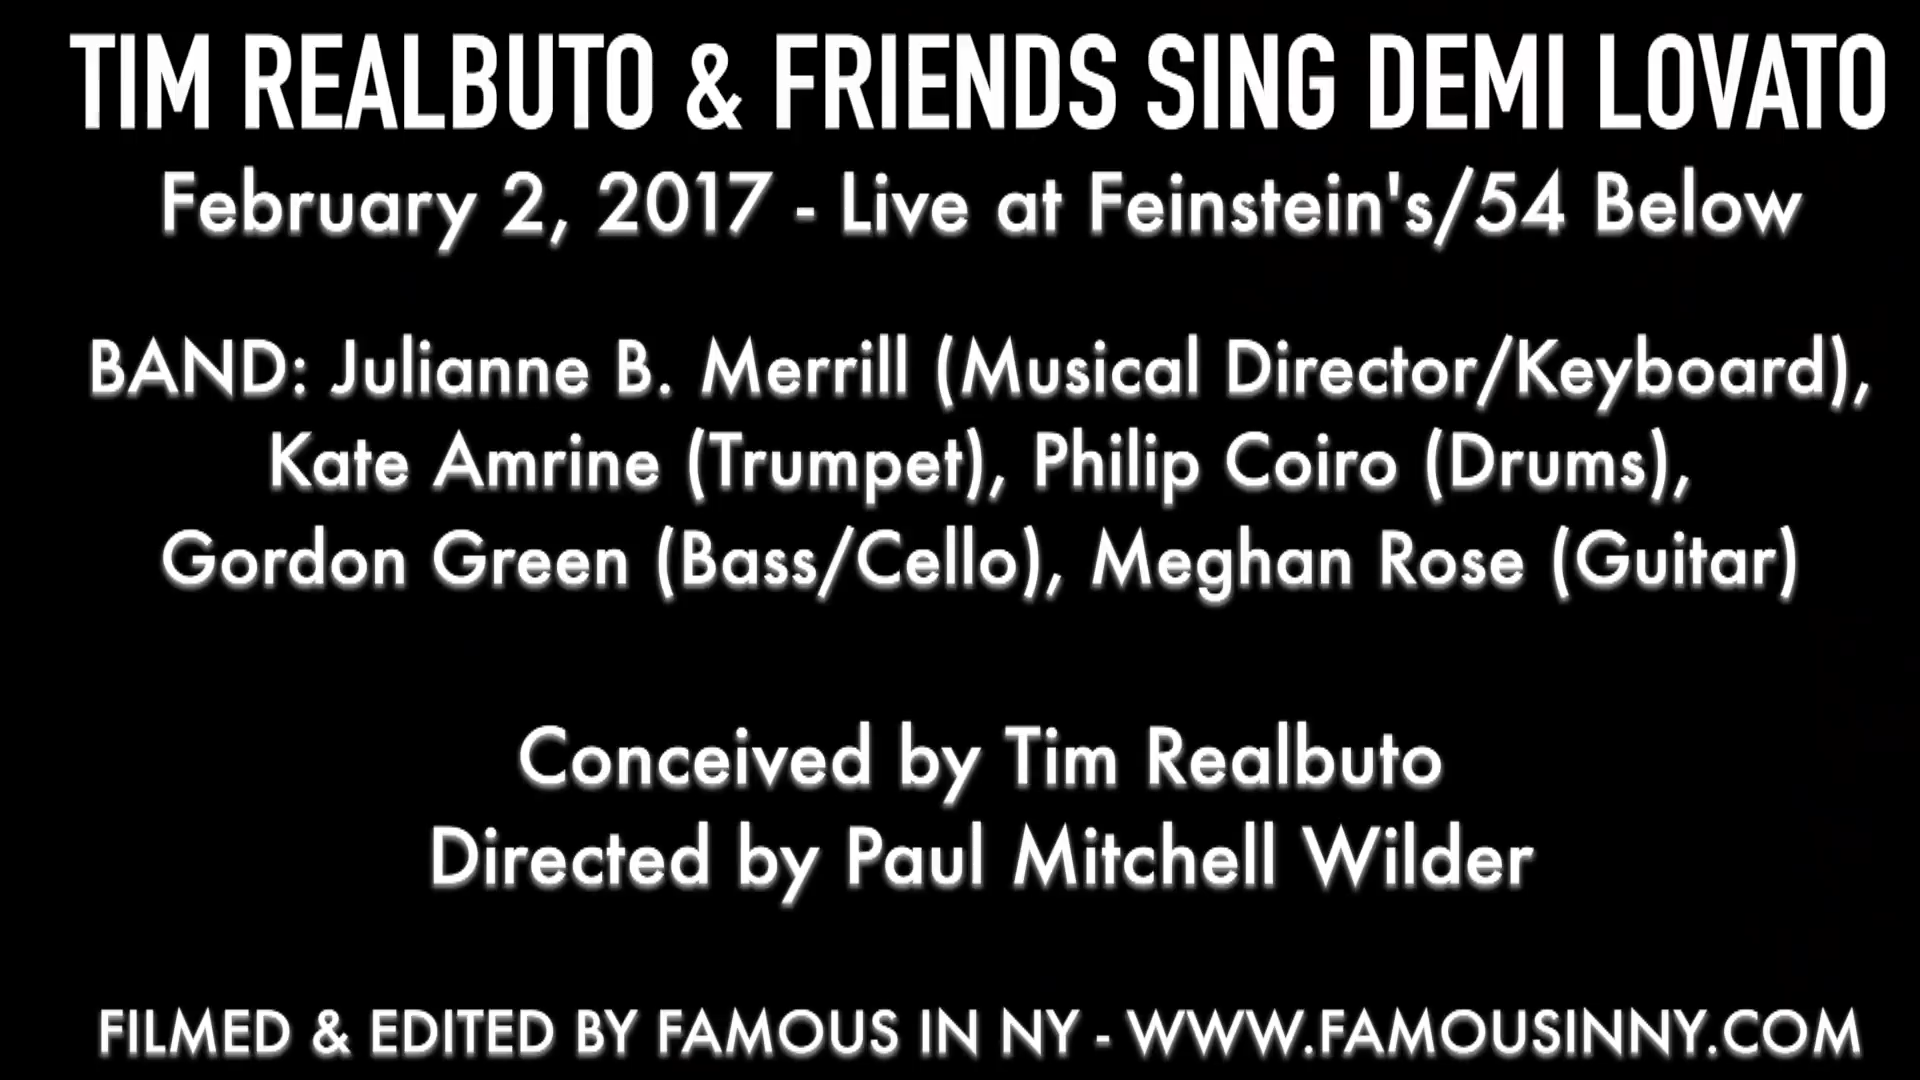 TIM REALBUTO & FRIENDS SING DEMI LOVATO
February 2, 2017 - Live at Feinstein's/54 Below
BAND: Julianne B. Merrill (Musical Director/Keyboard),
Kate Amrine (Trumpet), Philip Coiro (Drums),
Gordon Green (Bass/Cello), Meghan Rose (Guitar)
Conceived by Tim Realbuto
Directed by Paul Mitchell Wilder
FILMED & EDITED BY FAMOUS IN NY - WWW.FAMOUSINNY.COM